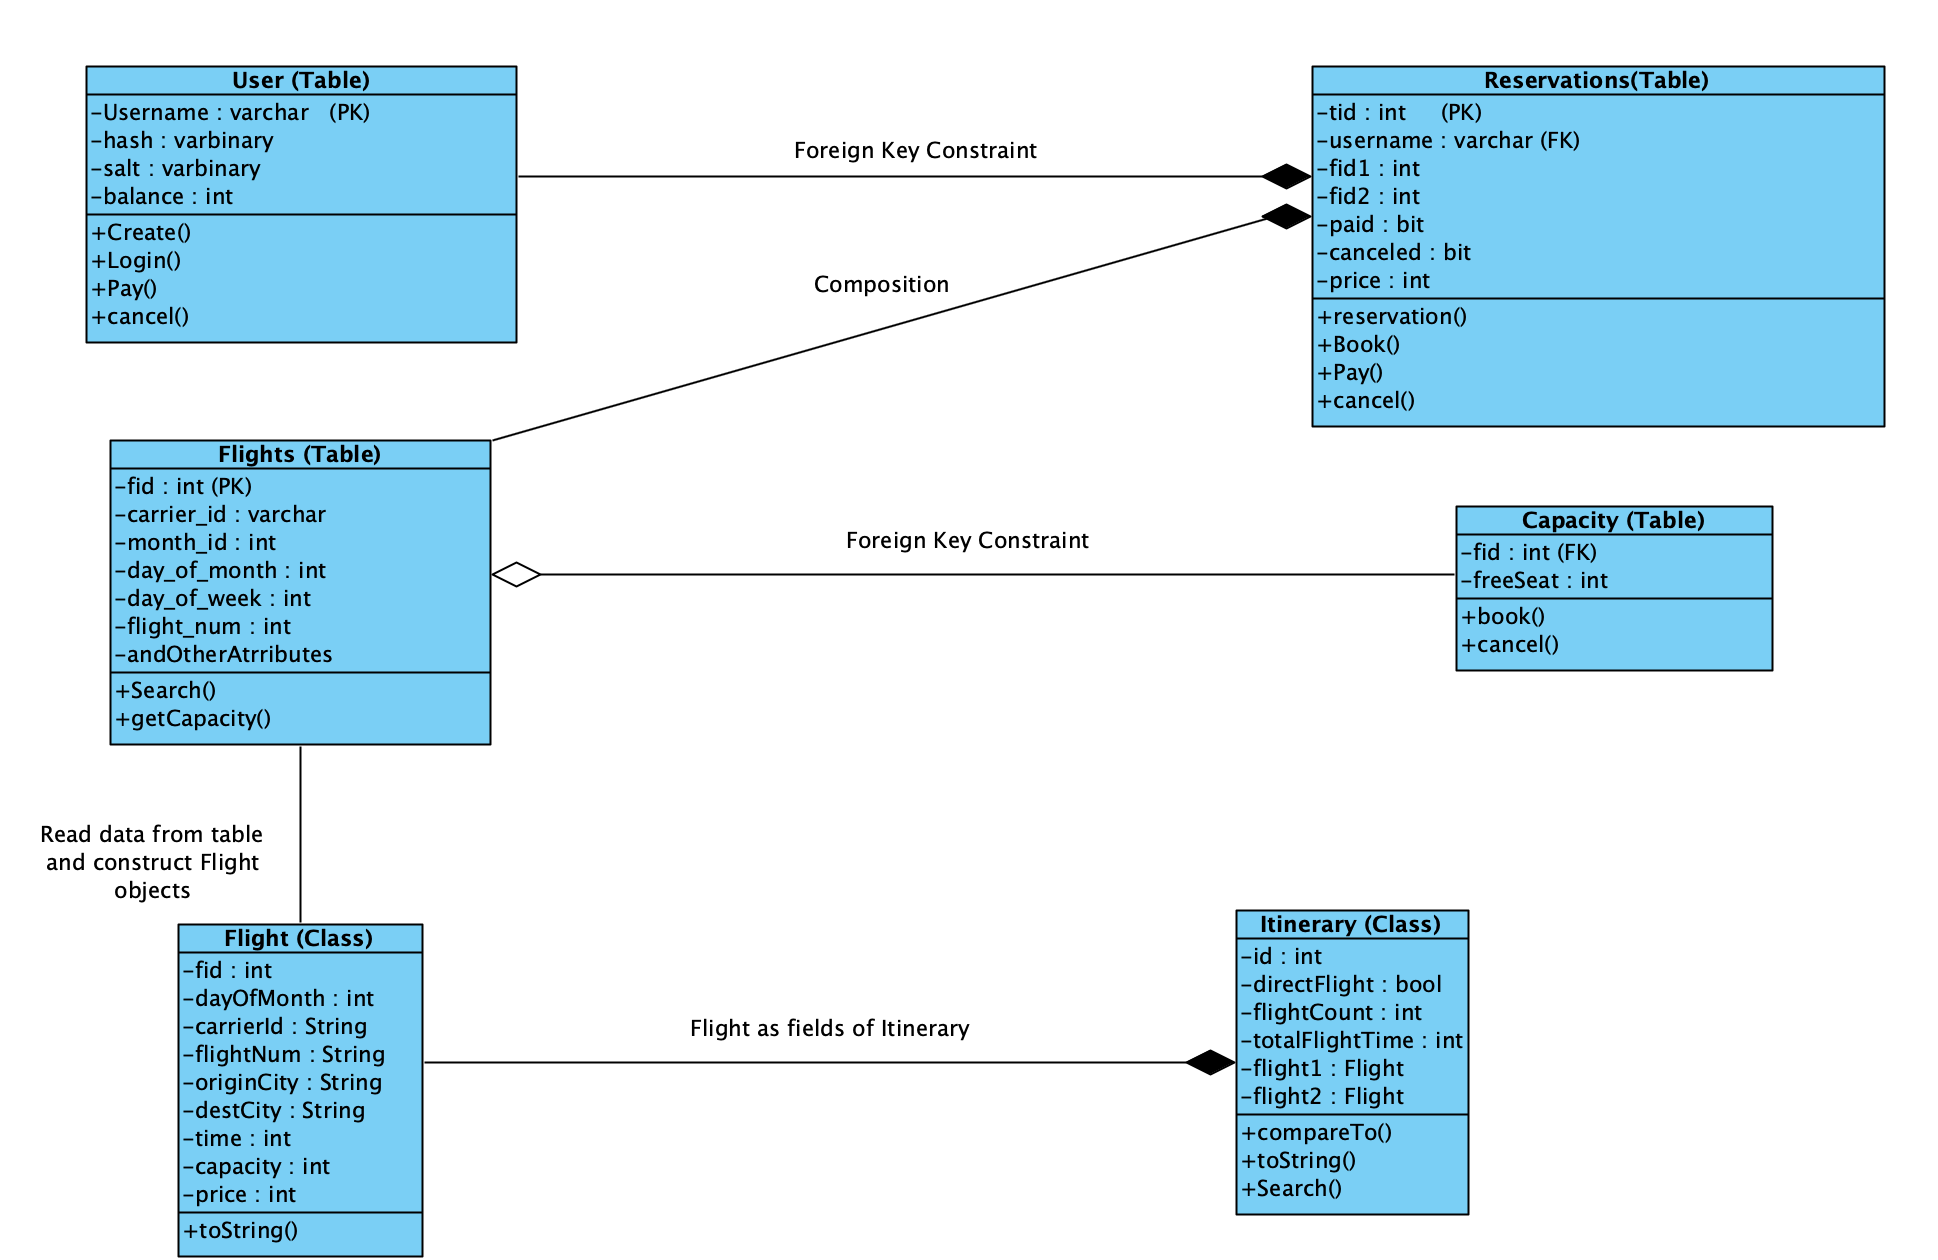 User (Table)
-Username : varchar   (PK)
-hash : varbinary
-salt : varbinary
-balance : int
+Create()
+Login()
+Pay()
+cancel()
Foreign Key Constraint
Reservations(Table)
-tid : int     (PK)
-username : varchar (FK)
-fid1 : int
-fid2 : int
-paid : bit
-canceled : bit
-price : int
+reservation()
+Book()
+Pay()
+cancel()
Composition
Flights (Table)
-fid : int (PK)
-carrier_id : varchar
-month_id : int
-day_of_month : int
-day_of_week : int
-flight_num : int
-andOtherAtrributes
+Search()
+getCapacity()
Foreign Key Constraint
Capacity (Table)
-fid : int (FK)
-freeSeat : int
+book()
+cancel()
Read data from table
and construct Flight
objects
Flight (Class)
-fid : int
-dayOfMonth : int
-carrierId : String
-flightNum : String
-originCity : String
-destCity : String
-time : int
-capacity : int
-price : int
+toString()
Flight as fields of Itinerary
Itinerary (Class)
-id : int
-directFlight : bool
-flightCount : int
-totalFlightTime : int
-flight1 : Flight
-flight2 : Flight
+compareTo()
+toString()
+Search()